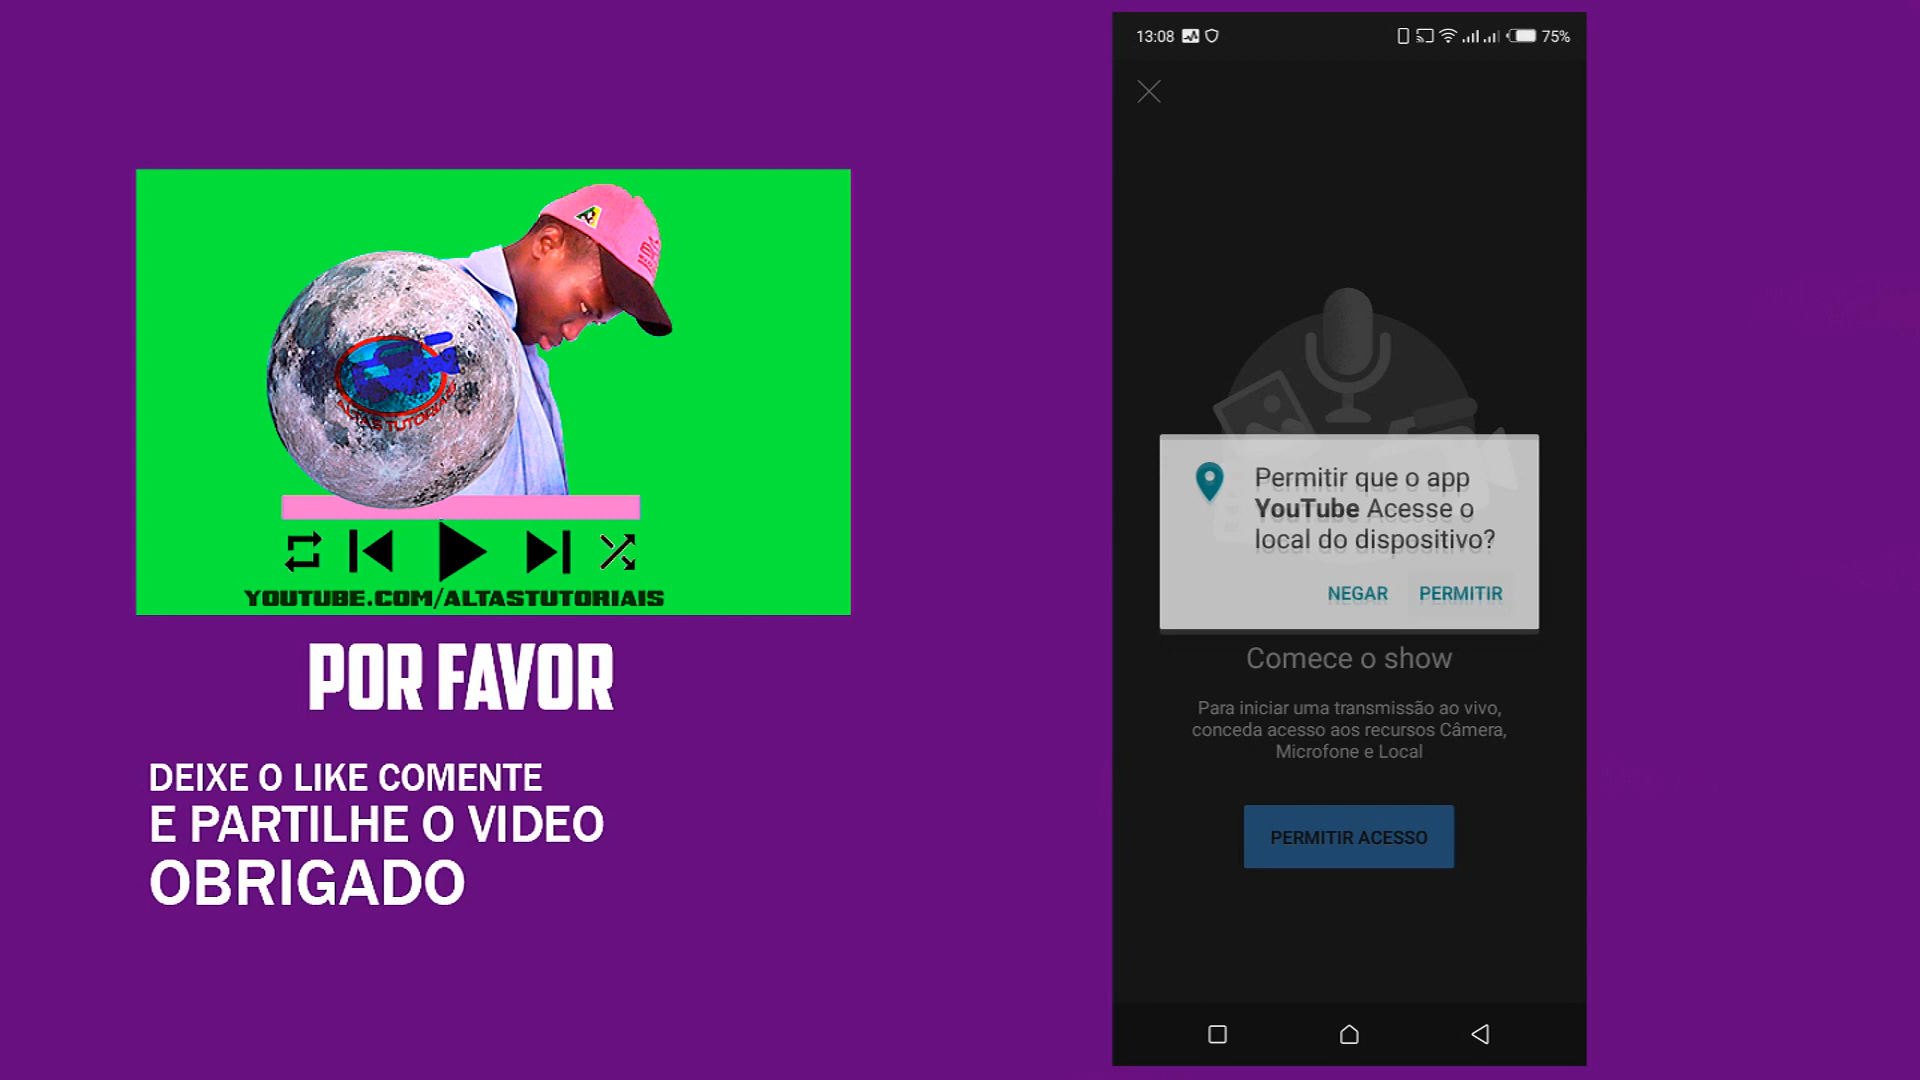 ALTAS TUTORIAIS
YOUTUBE.COM/ALTASTUTORIAIS
POR FAVOR
DEIXE O LIKE COMENTE
E PARTILHE O VIDEO
OBRIGADO
13:08
75%
Permitir que o app
YouTube Acesse o
local do dispositivo?
NEGAR PERMITIR
Comece o show
Para iniciar uma transmissão ao vivo,
conceda acesso aos recursos Câmera,
Microfone e Local
PERMITIR ACESSO